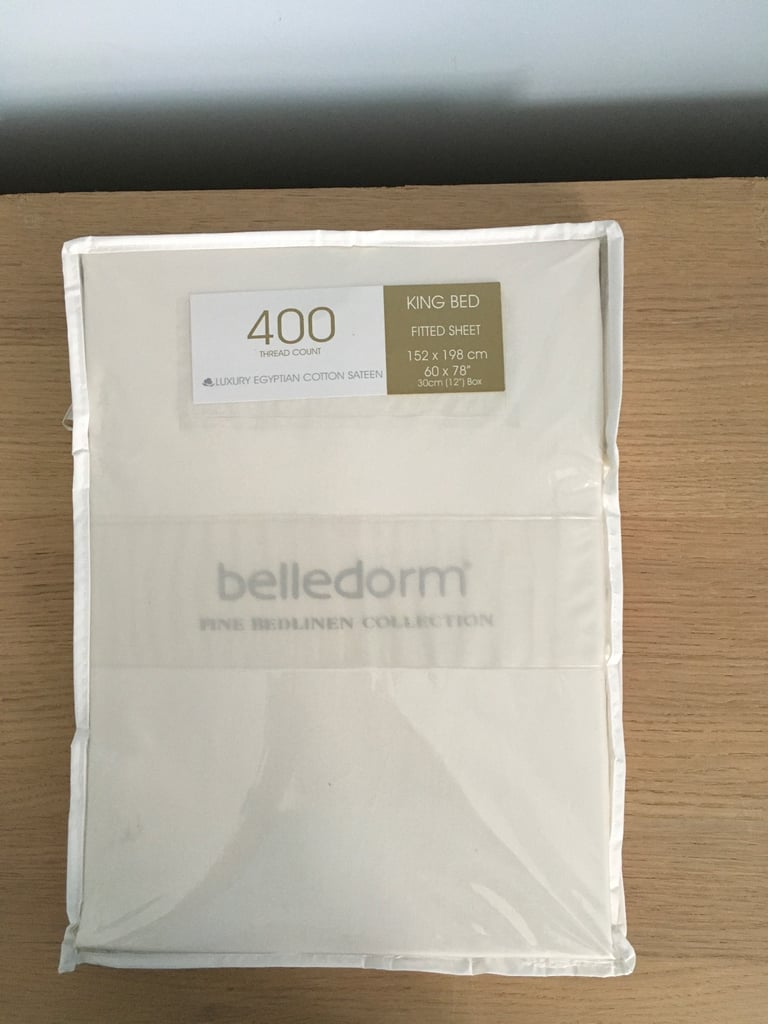 400
THREAD COUNT
LUXURY EGYPTIAN COTTON SATEEN
KING BED
FITTED SHEET
152 x 198 cm
60 x 78"
30cm (12") Box
belledorm®
FINE BEDLINEN COLLECTION